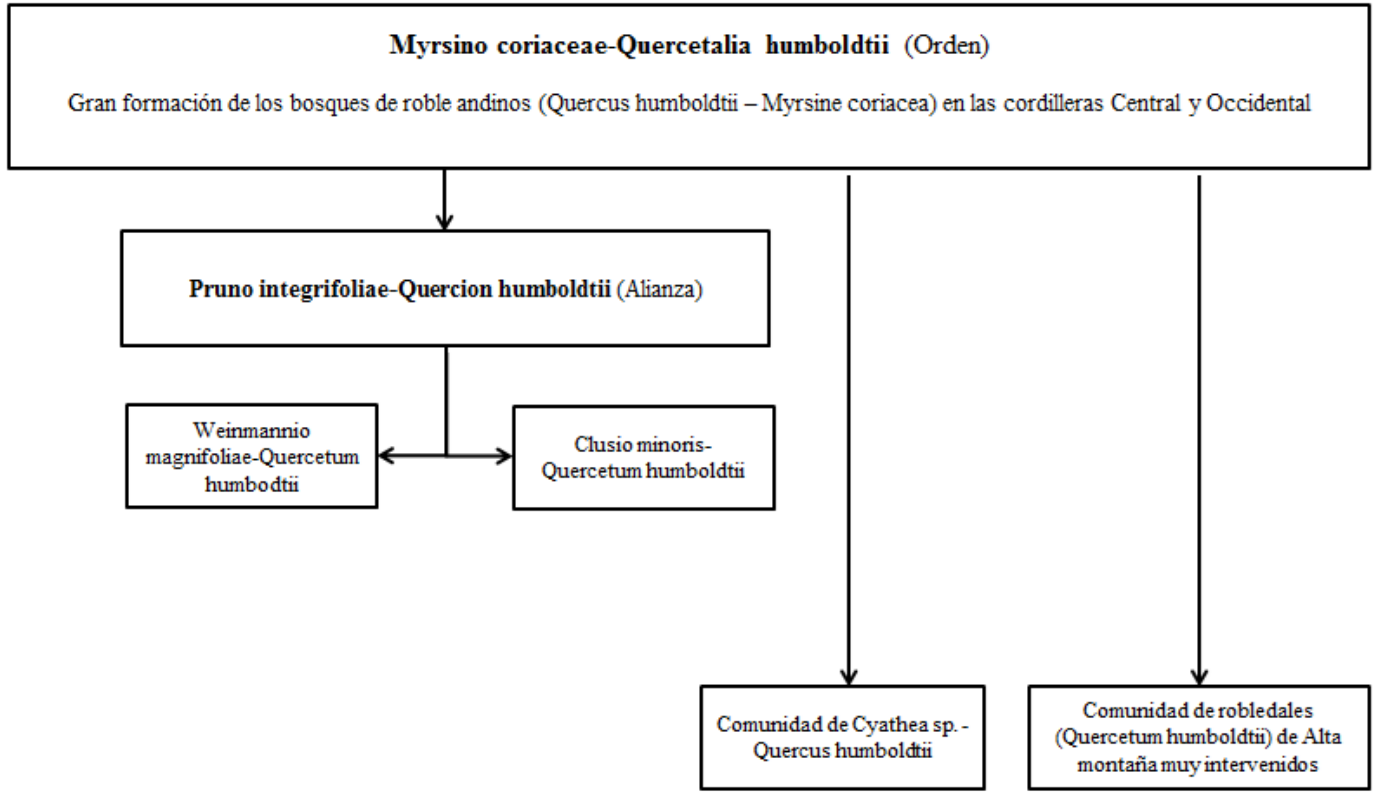 Myrsino coriaceae-Quercetalia humboldtii (Orden)
Gran formación de los bosques de roble andinos (Quercus humboldtii – Myrsine coriacea) en las cordilleras Central y Occidental
Pruno integrifoliae-Quercion humboldtii (Alianza)
Weinmannio
magnifoliae-Quercetum
humbodtii
Clusio minoris-
Quercetum humboldtii
Comunidad de Cyathea sp. -
Quercus humboldtii
Comunidad de robledales
(Quercetum humboldtii) de Alta
montaña muy intervenidos